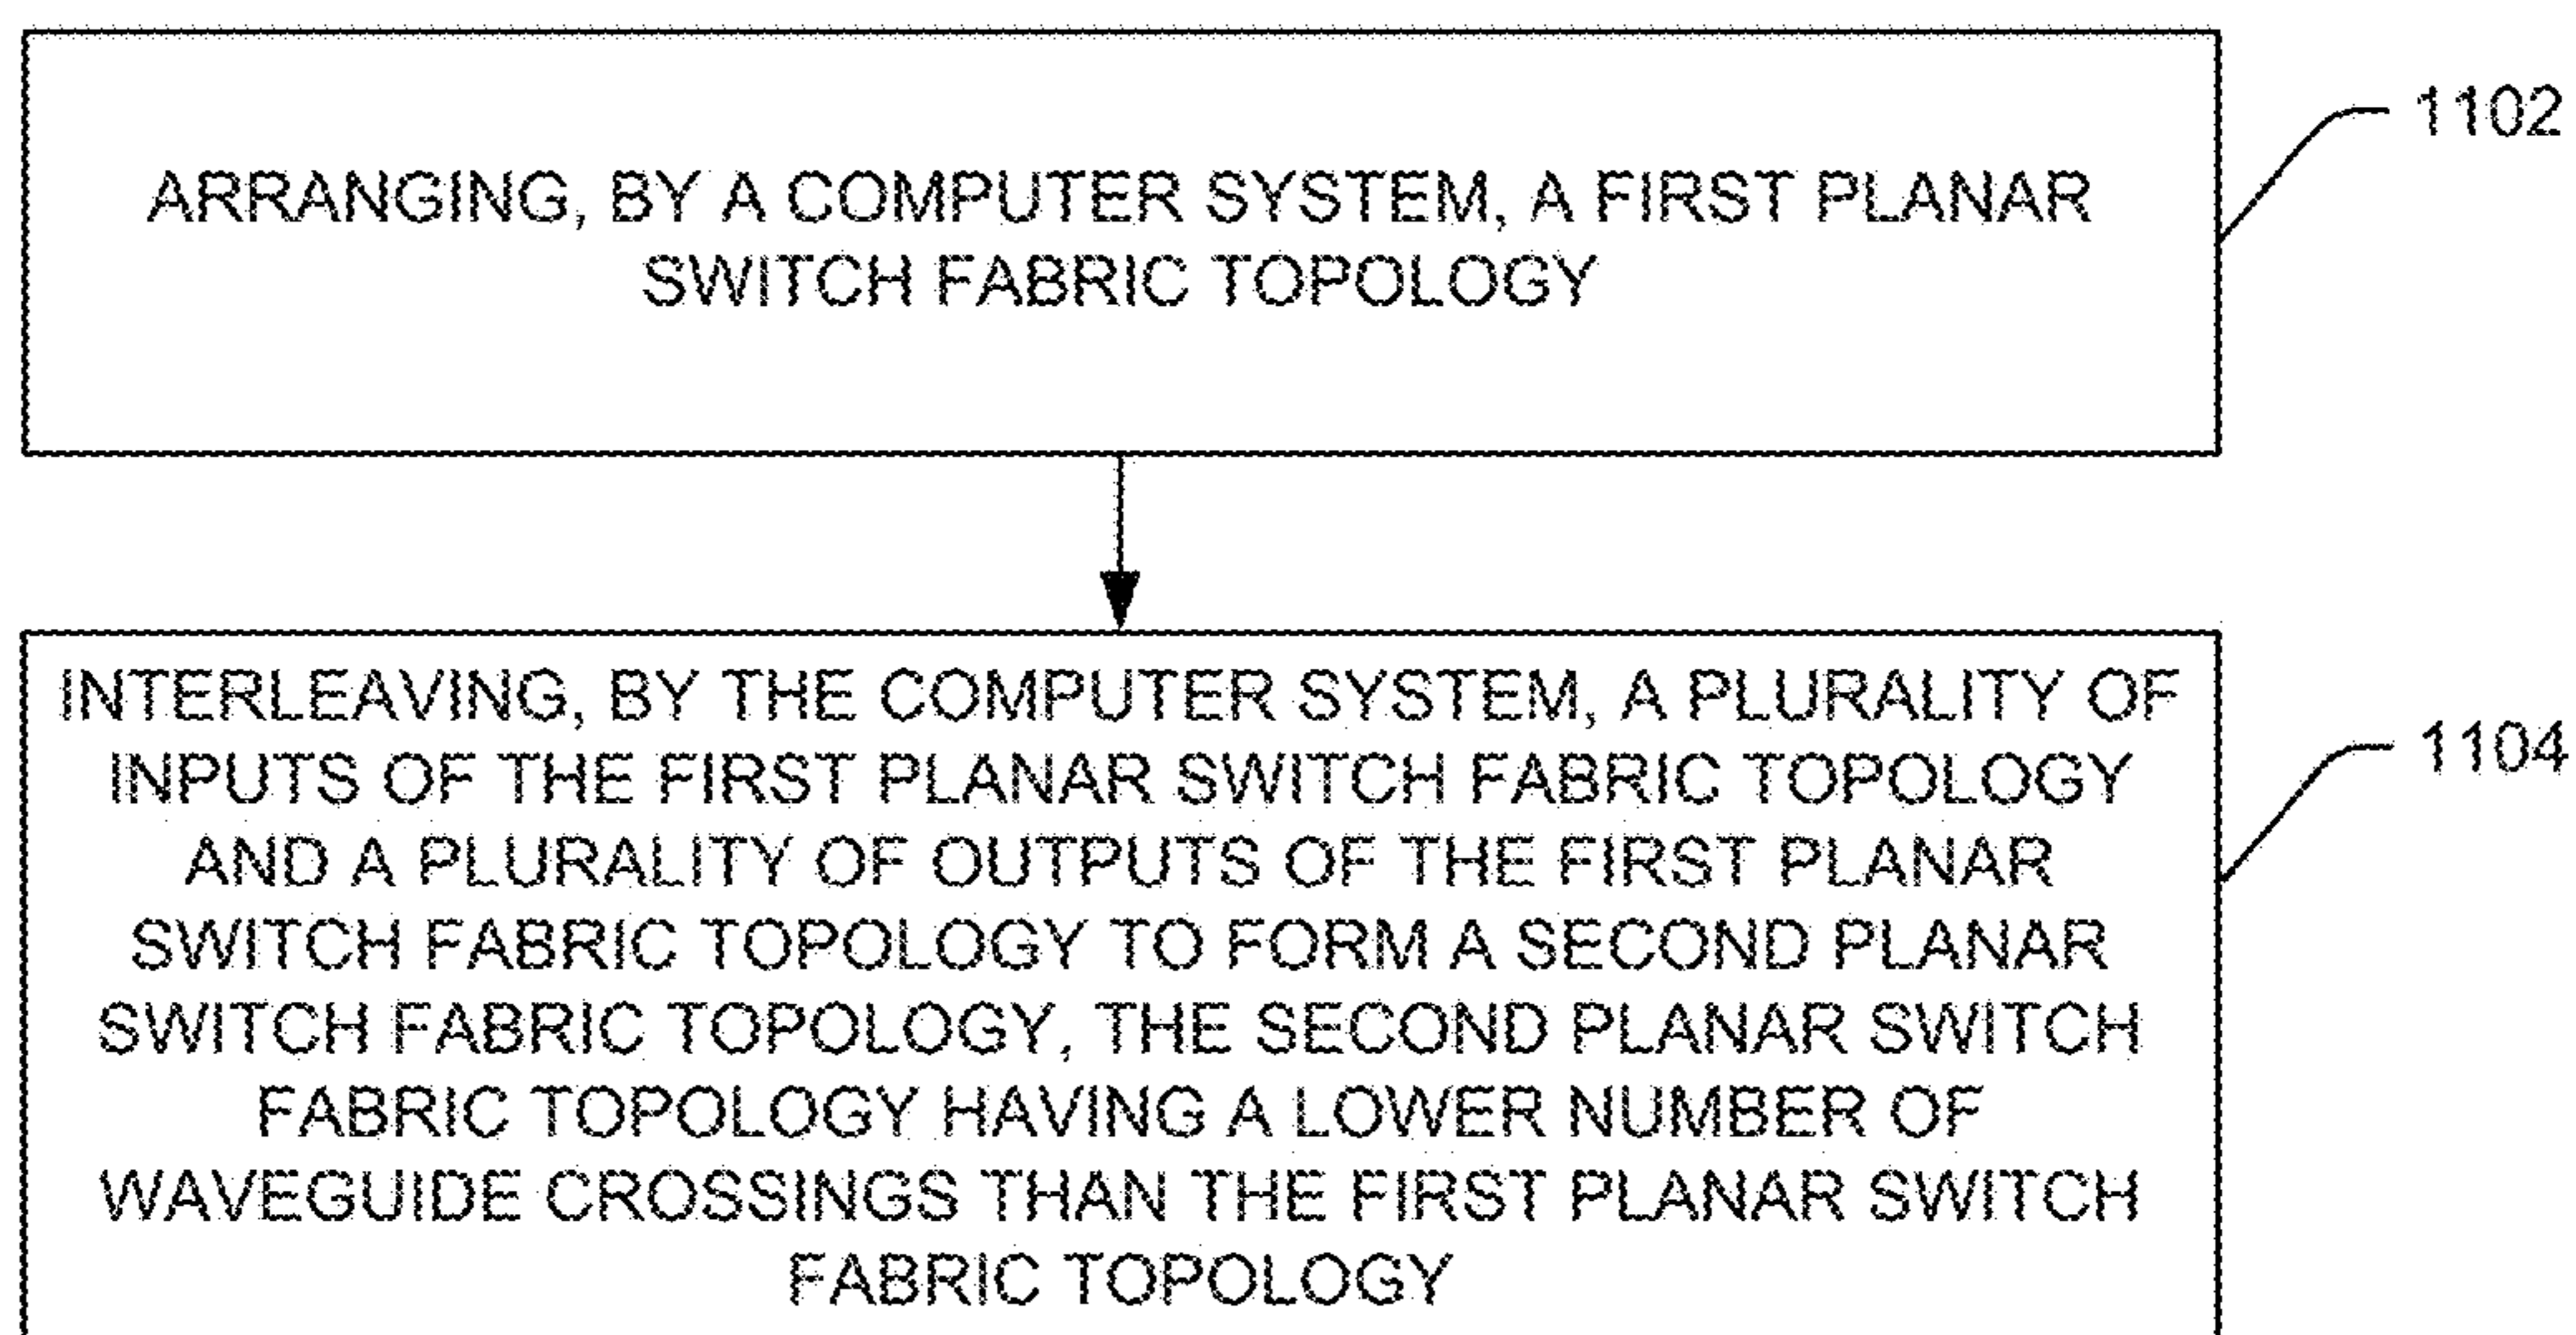 ARRANGING, BY A COMPUTER SYSTEM, A FIRST PLANAR
SWITCH FABRIC TOPOLOGY
1102
INTERLEAVING, BY THE COMPUTER SYSTEM, A PLURALITY OF
INPUTS OF THE FIRST PLANAR SWITCH FABRIC TOPOLOGY
AND A PLURALITY OF OUTPUTS OF THE FIRST PLANAR
SWITCH FABRIC TOPOLOGY TO FORM A SECOND PLANAR
SWITCH FABRIC TOPOLOGY, THE SECOND PLANAR SWITCH
FABRIC TOPOLOGY HAVING A LOWER NUMBER OF
WAVEGUIDE CROSSINGS THAN THE FIRST PLANAR SWITCH
FABRIC TOPOLOGY
1104